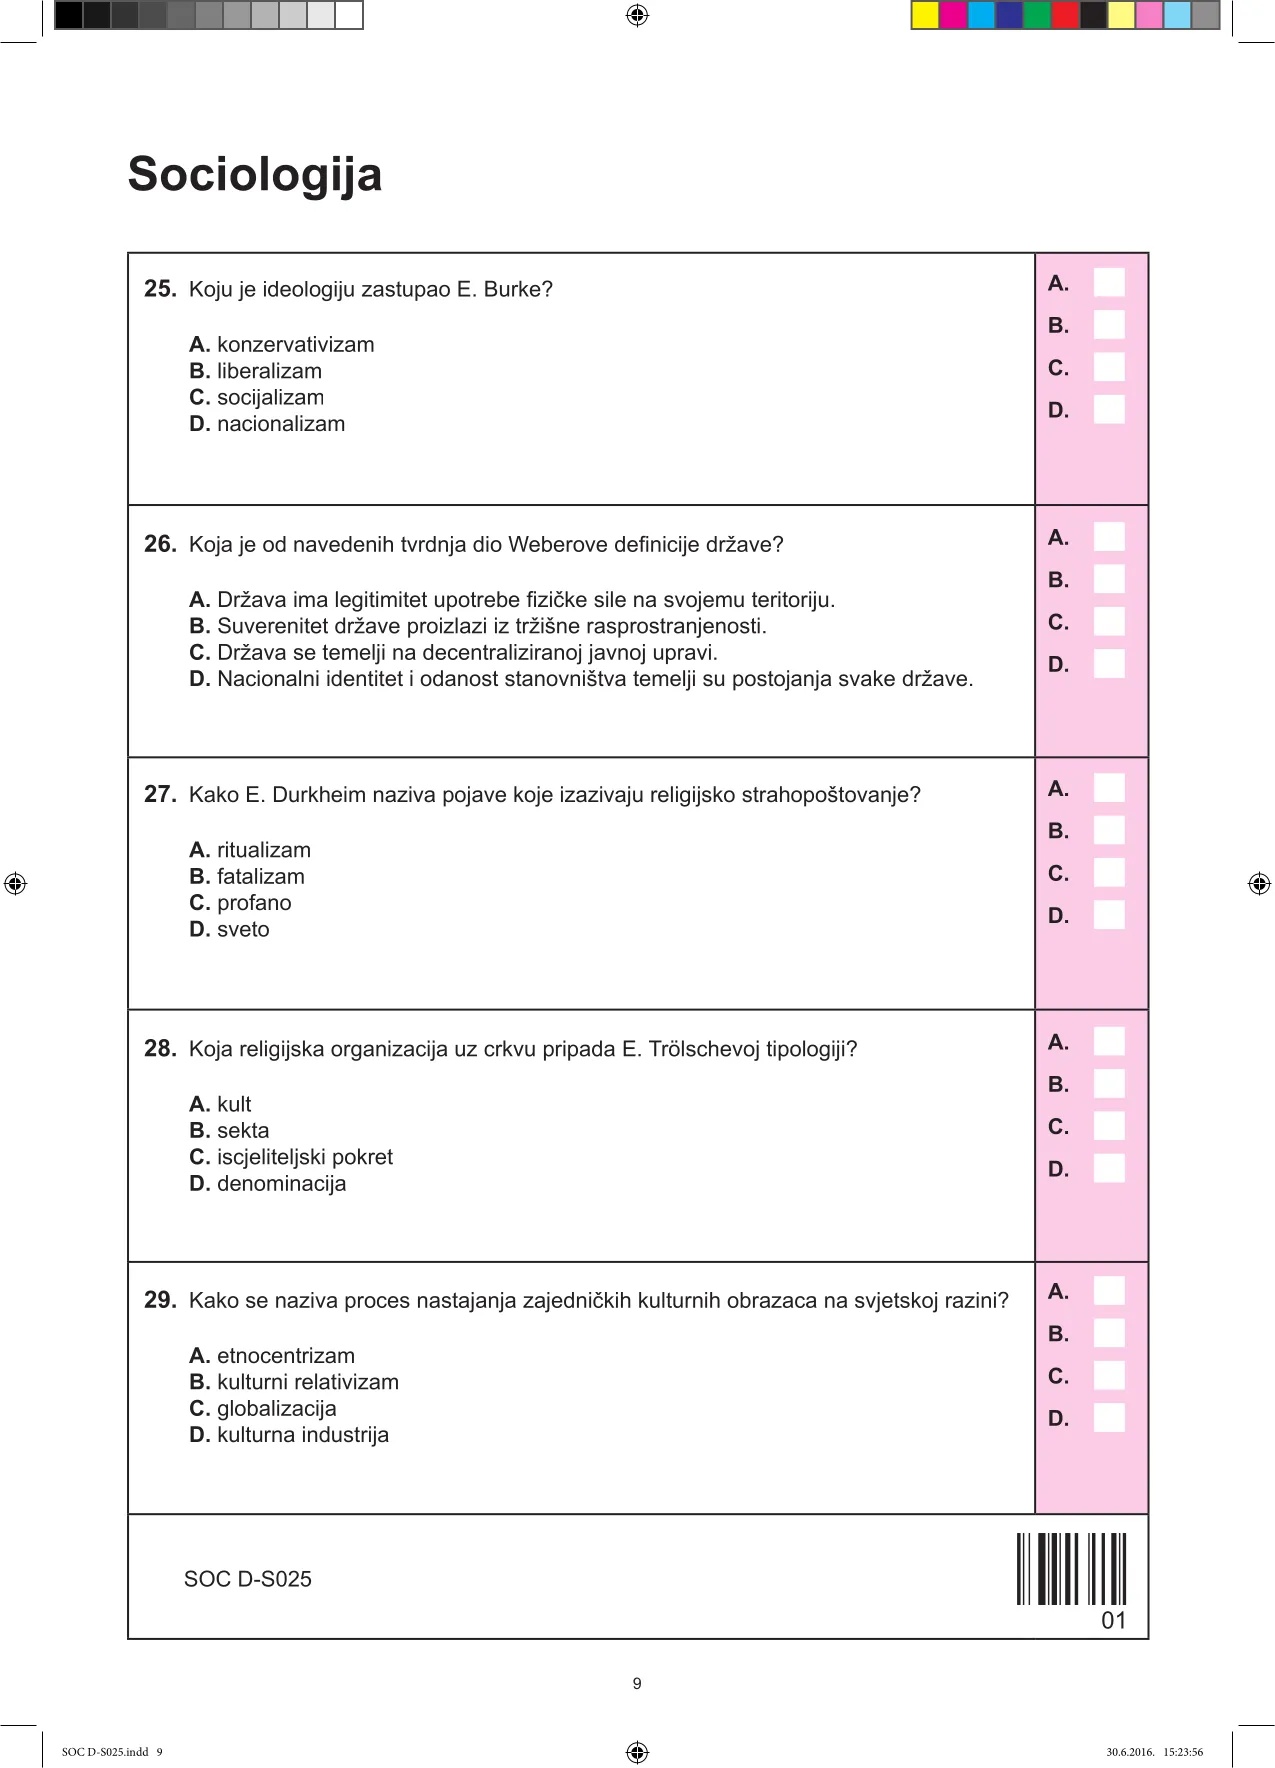 Sociologija
25. Koju je ideologiju zastupao E. Burke?
A. konzervativizam
B. liberalizam
C. socijalizam
D. nacionalizam
A.
B.
C.
D.
26. Koja je od navedenih tvrdnja dio Weberove definicije države?
A. Država ima legitimitet upotrebe fizičke sile na svojemu teritoriju.
B. Suverenitet države proizlazi iz tržišne rasprostranjenosti.
C. Država se temelji na decentraliziranoj javnoj upravi.
D. Nacionalni identitet i odanost stanovništva temelji su postojanja svake države.
A.
B.
C.
D.
27. Kako E. Durkheim naziva pojave koje izazivaju religijsko strahopoštovanje?
A. ritualizam
B. fatalizam
C. profano
D. sveto
A.
B.
C.
D.
28. Koja religijska organizacija uz crkvu pripada E. Trölschevoj tipologiji?
A. kult
B. sekta
C. iscjeliteljski pokret
D. denominacija
A.
B.
C.
D.
29. Kako se naziva proces nastajanja zajedničkih kulturnih obrazaca na svjetskoj razini?
A. etnocentrizam
B. kulturni relativizam
C. globalizacija
D. kulturna industrija
A.
B.
C.
D.
SOC D-S025
01
9
SOC D-S025.indd 9
30.6.2016. 15:23:56